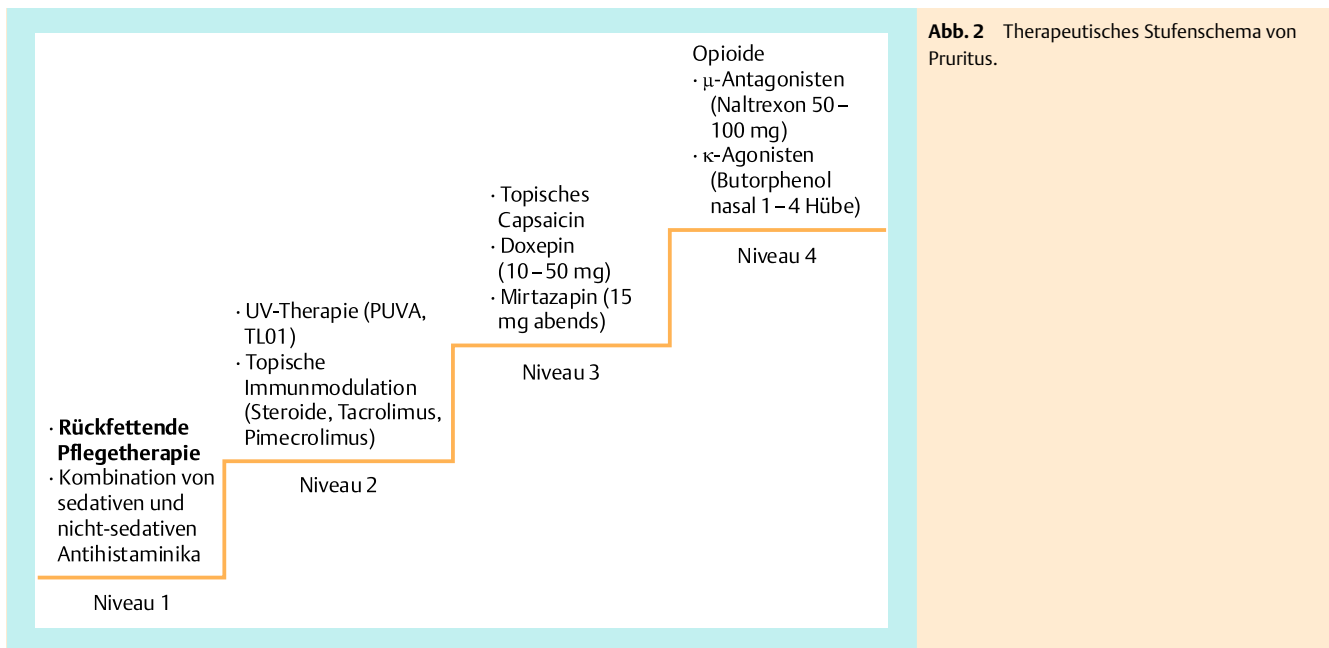 Abb. 2 Therapeutisches Stufenschema von
Pruritus.
· Rückfettende
Pflegetherapie
· Kombination von
sedativen und
nicht-sedativen
Antihistaminika
Niveau 1
· UV-Therapie (PUVA,
TL01)
· Topische
Immunmodulation
(Steroide, Tacrolimus,
Pimecrolimus)
Niveau 2
· Topisches
Capsaicin
· Doxepin
(10–50 mg)
· Mirtazapin (15
mg abends)
Niveau 3
Opioide
· μ-Antagonisten
(Naltrexon 50–
100 mg)
· κ-Agonisten
(Butorphenol
nasal 1–4 Hübe)
Niveau 4